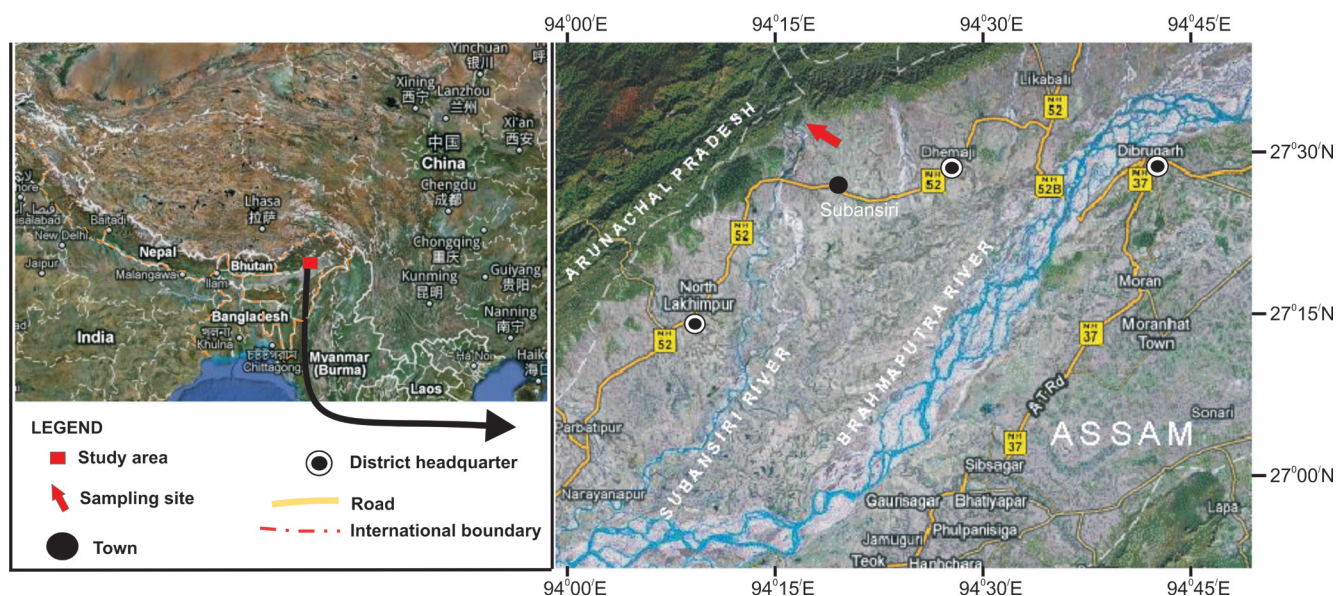 94°00'E
94°15'E
94°30'E
94°45'E
Yinchuan
银川
Xining
西宁
Lanzhou
兰州
Xi'an
西安
中国
China
Chengdu
成都
Lhasa
拉萨
Chongqing
重庆
Baitadi
New Delhi
Nepal
Jaipur
Malangawa
Ilam
Bhutan
Guiyang
贵阳
Kunming
昆明
Bangladesh
India
Khulna
Chittagong
Nanning
南宁
Myanmar
(Burma)
Ha Noi
Haiko
海口
Laos
LEGEND
Study area
Sampling site
Town
District headquarter
Road
International boundary
ARUNACHAL PRADESH
Likabali
NH
52
Dhemaji
Dibrugarh
NH
52
NH
52B
NH
37
Subansiri
NH
52
North
Lakhimpur
NH
52
Moran
Moranhat
Town
NH
37
SUBANSIRI RIVER
BRAHMAPUTRA RIVER
A.T.Rd
Parbatipur
Sonari
ASSAM
NH
37
Sibsagar
Narayanapur
Gaurisagar
Bhatiyapar
Lapa
Phulpanisiga
Jamuguri
Teok
Hanhchara
27°30'N
27°15'N
27°00'N
94°00'E
94°15'E
94°30'E
94°45'E